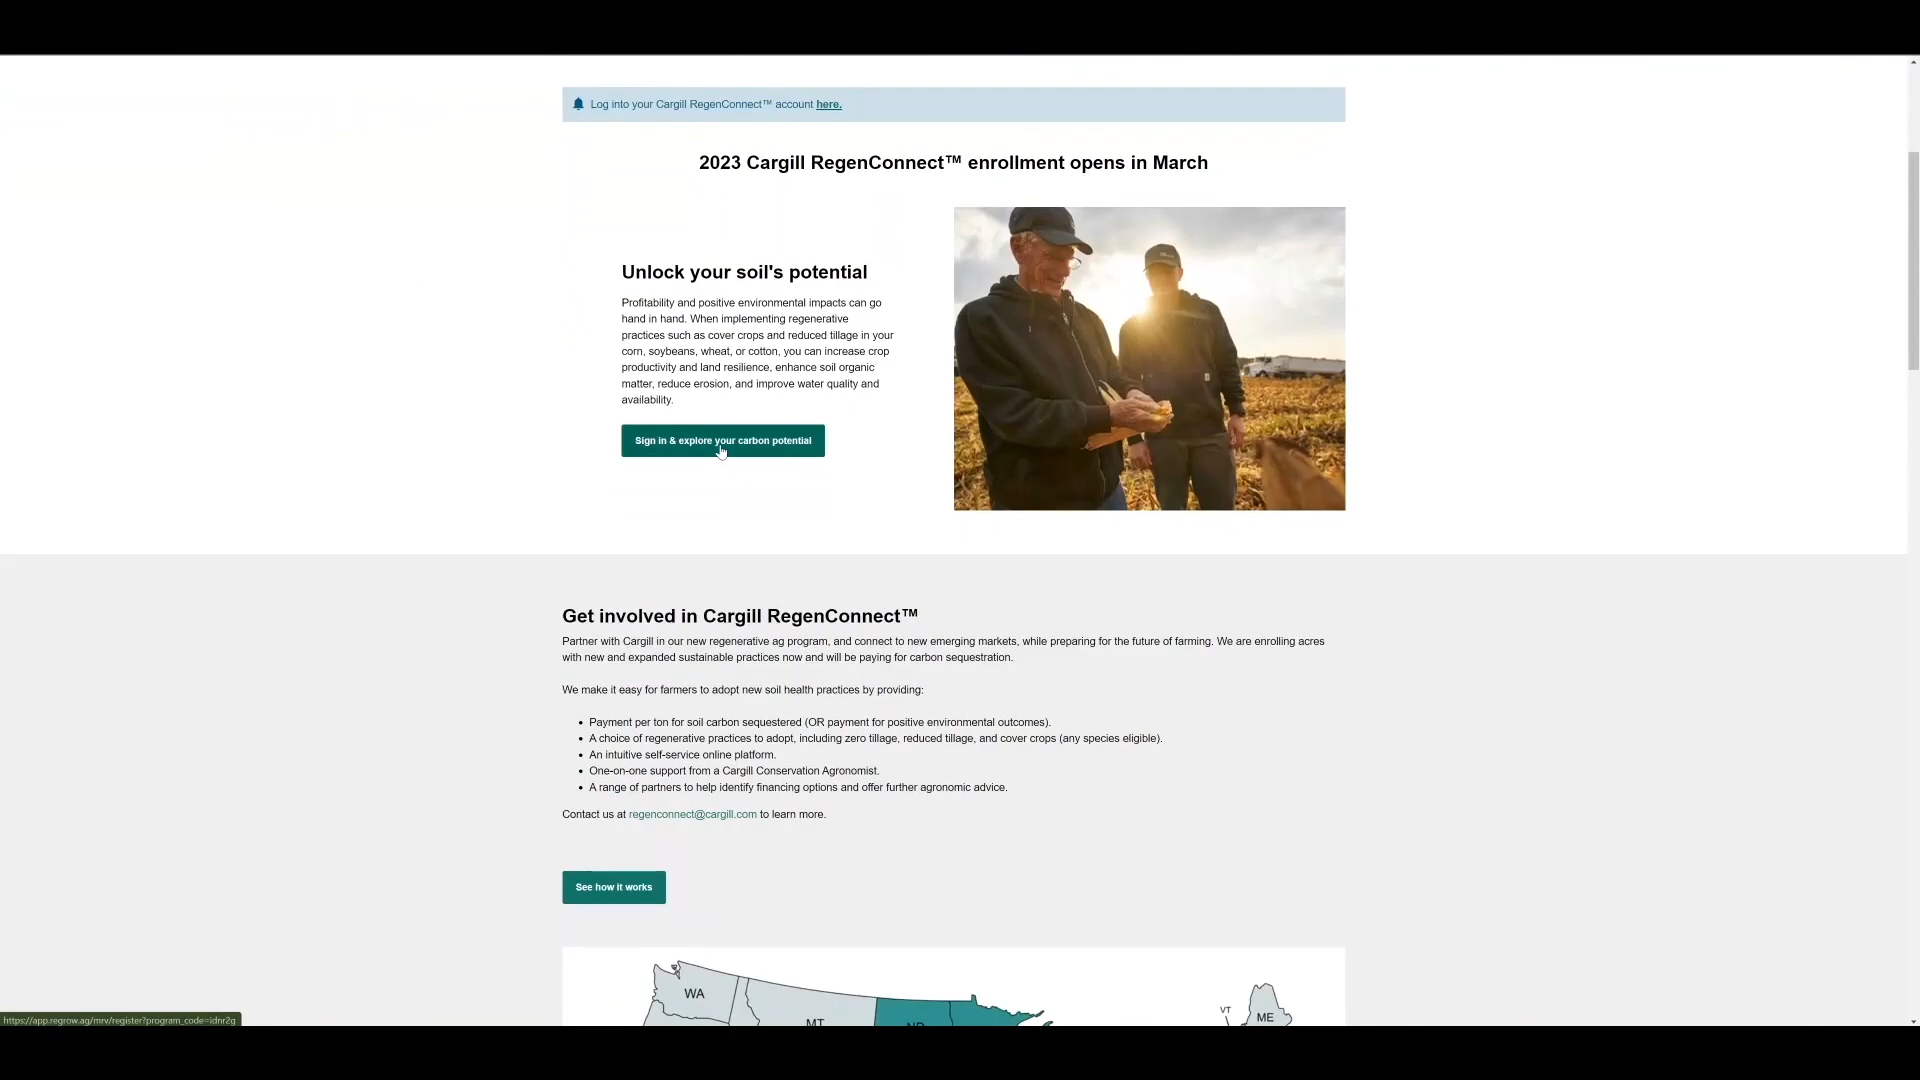 Log into your Cargill RegenConnect™ account here.
2023 Cargill RegenConnect™ enrollment opens in March
Unlock your soil's potential
Profitability and positive environmental impacts can go
hand in hand. When implementing regenerative
practices such as cover crops and reduced tillage in your
corn, soybeans, wheat, or cotton, you can increase crop
productivity and land resilience, enhance soil organic
matter, reduce erosion, and improve water quality and
availability.
Sign in & explore your carbon potential
Get involved in Cargill RegenConnect™
Partner with Cargill in our new regenerative ag program, and connect to new emerging markets, while preparing for the future of farming. We are enrolling acres
with new and expanded sustainable practices now and will be paying for carbon sequestration.
We make it easy for farmers to adopt new soil health practices by providing:
• Payment per ton for soil carbon sequestered (OR payment for positive environmental outcomes).
• A choice of regenerative practices to adopt, including zero tillage, reduced tillage, and cover crops (any species eligible).
• An intuitive self-service online platform.
• One-on-one support from a Cargill Conservation Agronomist.
• A range of partners to help identify financing options and offer further agronomic advice.
Contact us at regenconnect@cargill.com to learn more.
See how it works
WA
VT
ME
MT
ND
https://app.regrow.ag/mrv/register?program_code=idnr2g